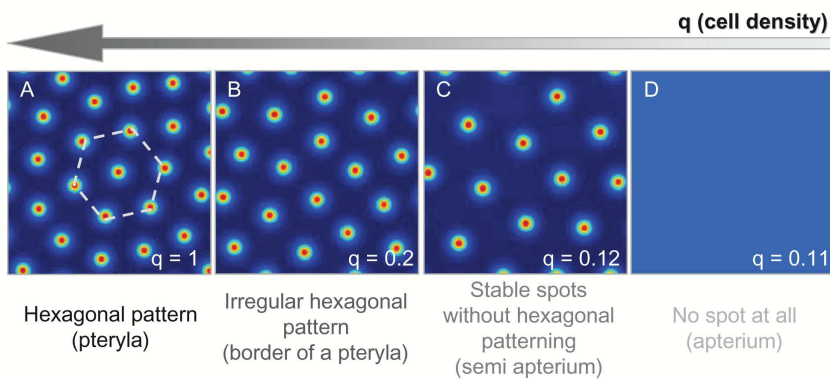 q (cell density)
A
B
C
D
q = 1
q = 0.2
q = 0.12
q = 0.11
Hexagonal pattern
(pteryla)
Irregular hexagonal
pattern
(border of a pteryla)
Stable spots
without hexagonal
patterning
(semi apterium)
No spot at all
(apterium)